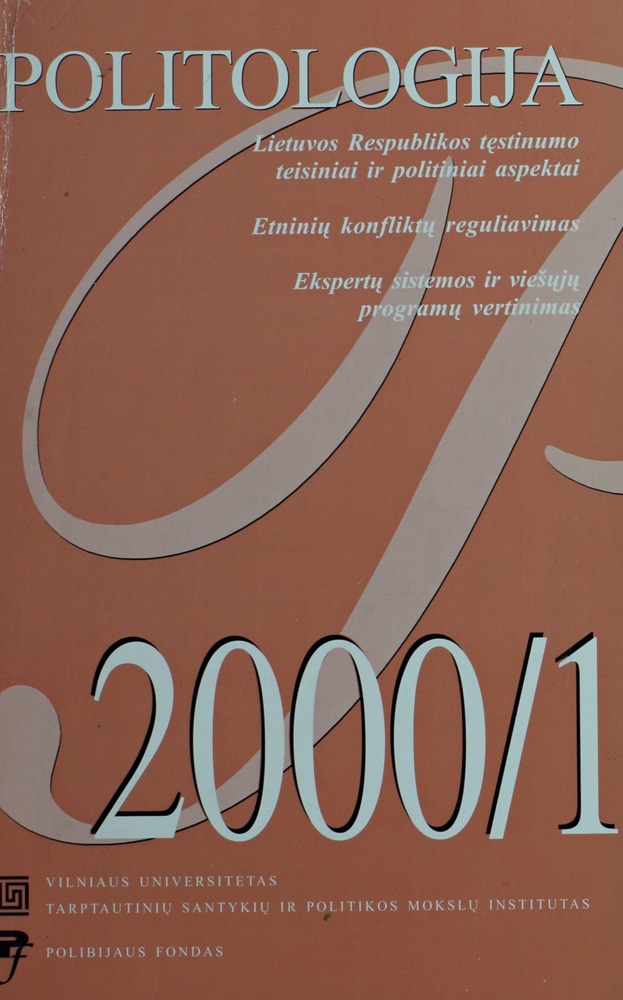 POLITOLOGIJA
Lietuvos Respublikos tęstinumo
teisiniai ir politiniai aspektai
Etninių konfliktų reguliavimas
Ekspertų sistemos ir viešųjų
programų vertinimas
2000/1
VILNIAUS UNIVERSITETAS
TARPTAUTINIŲ SANTYKIŲ IR POLITIKOS MOKSLŲ INSTITUTAS
Pf
POLIBIJAUS FONDAS